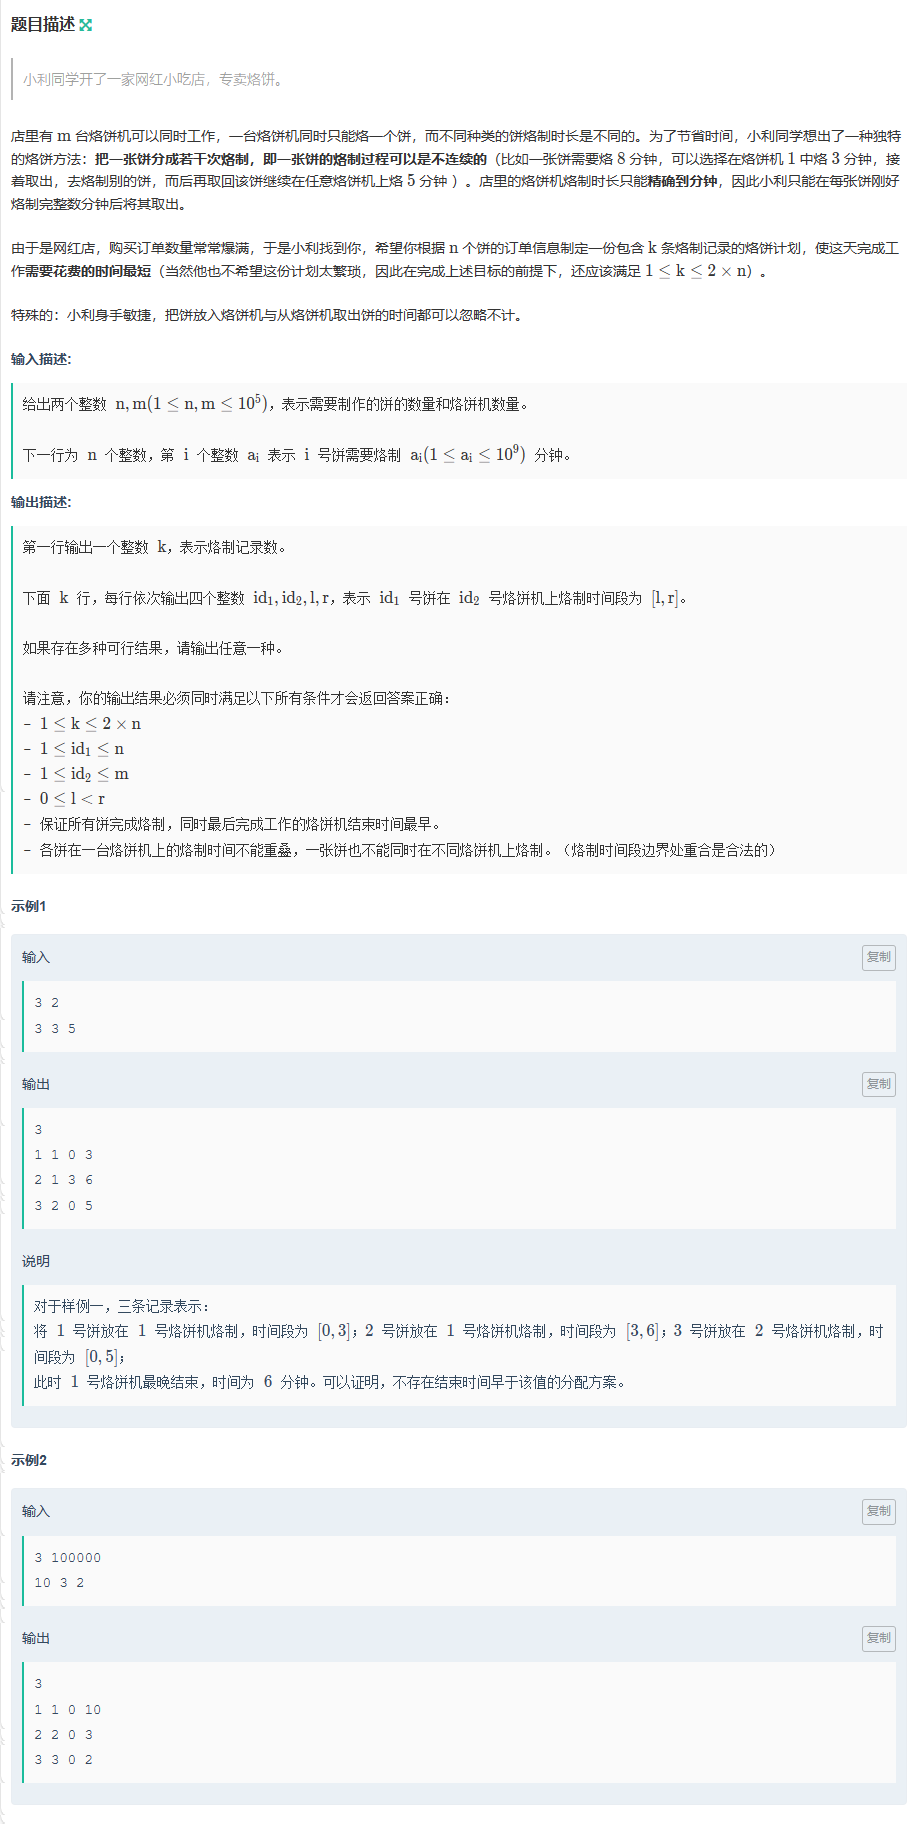 题目描述
小利同学开了一家网红小吃店，专卖烙饼。
店里有 m 台烙饼机可以同时工作，一台烙饼机同时只能烙一个饼，而不同种类的饼烙制时长是不同的。为了节省时间，小利同学想出了一种独特
的烙饼方法：把一张饼分成若干次烙制，即一张饼的烙制过程可以是不连续的（比如一张饼需要烙 8 分钟，可以选择在烙饼机 1 中烙 3 分钟，接
着取出，去烙制别的饼，而后再取回该饼继续在任意烙饼机上烙 5 分钟 ）。店里的烙饼机烙制时长只能精确到分钟，因此小利只能在每张饼刚好
烙制完整数分钟后将其取出。
由于是网红店，购买订单数量常常爆满，于是小利找到你，希望你根据 n 个饼的订单信息制定一份包含 k 条烙制记录的烙饼计划，使这天完成工
作需要花费的时间最短（当然他也不希望这份计划太繁琐，因此在完成上述目标的前提下，还应该满足 1 ≤ k ≤ 2 × n）。
特殊的：小利身手敏捷，把饼放入烙饼机与从烙饼机取出饼的时间都可以忽略不计。
输入描述:
给出两个整数 n, m(1 ≤ n, m ≤ 10⁵)，表示需要制作的饼的数量和烙饼机数量。
下一行为 n 个整数，第 i 个整数 aᵢ 表示 i 号饼需要烙制 aᵢ(1 ≤ aᵢ ≤ 10⁹) 分钟。
输出描述:
第一行输出一个整数 k，表示烙制记录数。
下面 k 行，每行依次输出四个整数 id₁, id₂, l, r，表示 id₁ 号饼在 id₂ 号烙饼机上烙制时间段为 [l, r]。
如果存在多种可行结果，请输出任意一种。
请注意，你的输出结果必须同时满足以下所有条件才会返回答案正确：
- 1 ≤ k ≤ 2 × n
- 1 ≤ id₁ ≤ n
- 1 ≤ id₂ ≤ m
- 0 ≤ l < r
- 保证所有饼完成烙制，同时最后完成工作的烙饼机结束时间最早。
- 各饼在一台烙饼机上的烙制时间不能重叠，一张饼也不能同时在不同烙饼机上烙制。（烙制时间段边界处重合是合法的）
示例1
输入
复制
3 2
3 3 5
输出
复制
3
1 1 0 3
2 1 3 6
3 2 0 5
说明
对于样例一，三条记录表示：
将 1 号饼放在 1 号烙饼机烙制，时间段为 [0, 3]；2 号饼放在 1 号烙饼机烙制，时间段为 [3, 6]；3 号饼放在 2 号烙饼机烙制，时
间段为 [0, 5]；
此时 1 号烙饼机最晚结束，时间为 6 分钟。可以证明，不存在结束时间早于该值的分配方案。
示例2
输入
复制
3 100000
10 3 2
输出
复制
3
1 1 0 10
2 2 0 3
3 3 0 2